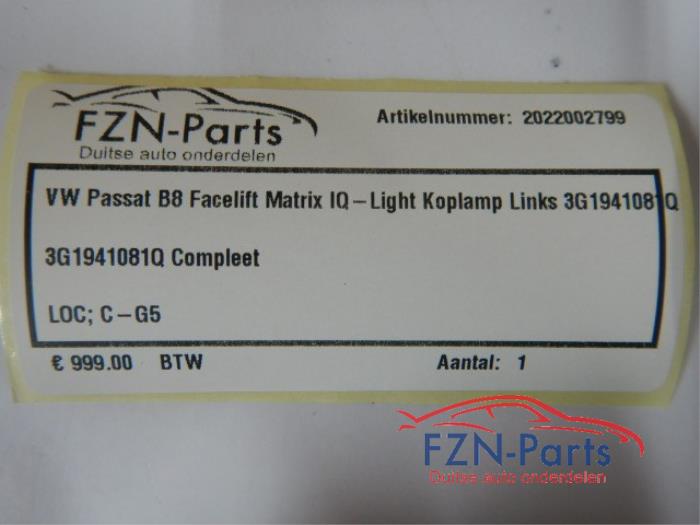 FZN-Parts
Duitse auto onderdelen
Artikelnummer: 2022002799
VW Passat B8 Facelift Matrix IQ-Light Koplamp Links 3G1941081Q
3G1941081Q Compleet
LOC; C-G5
€ 999.00 BTW Aantal: 1
FZN-Parts
Duitse auto onderdelen